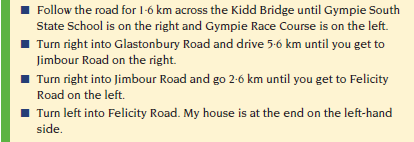 ■ Follow the road for 1·6 km across the Kidd Bridge until Gympie South
State School is on the right and Gympie Race Course is on the left.
■ Turn right into Glastonbury Road and drive 5·6 km until you get to
Jimbour Road on the right.
■ Turn right into Jimbour Road and go 2·6 km until you get to Felicity
Road on the left.
■ Turn left into Felicity Road. My house is at the end on the left-hand
side.